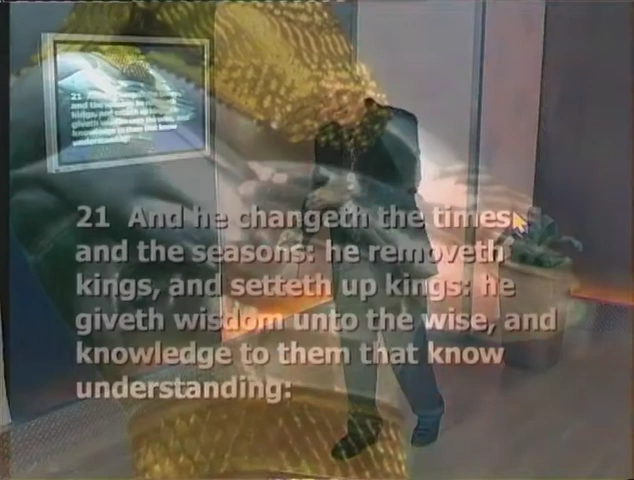 21 And he changeth the times
and the seasons: he removeth
kings, and setteth up kings: he
giveth wisdom unto the wise, and
knowledge to them that know
understanding: